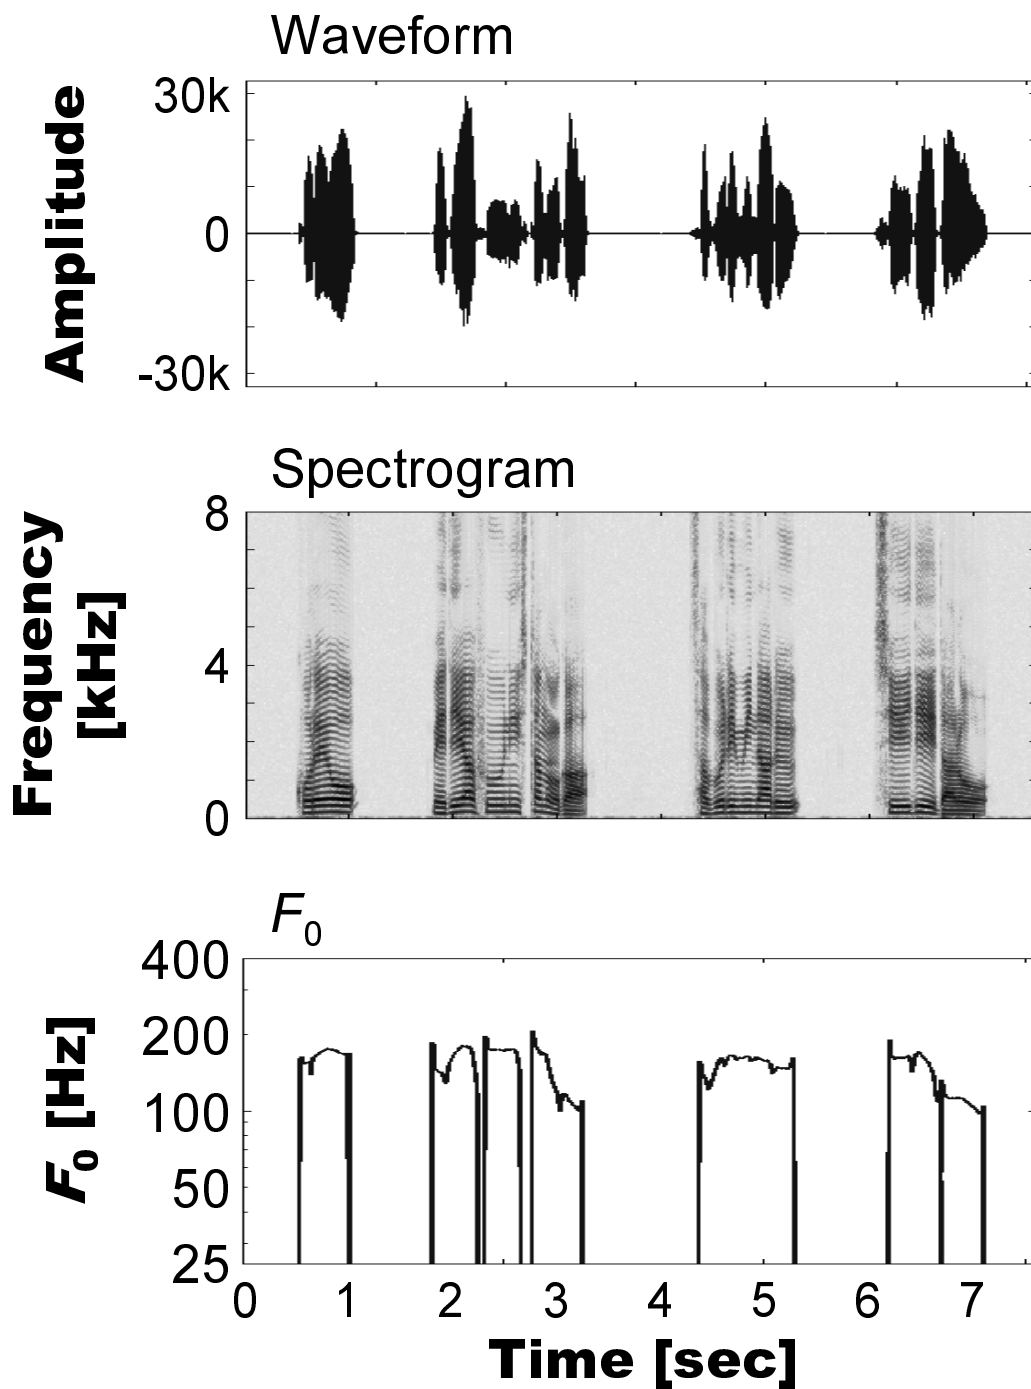 Waveform
Amplitude
30k
0
-30k
Spectrogram
Frequency
[kHz]
8
4
0
F0
F0 [Hz]
400
200
100
50
25
0 1 2 3 4 5 6 7
Time [sec]